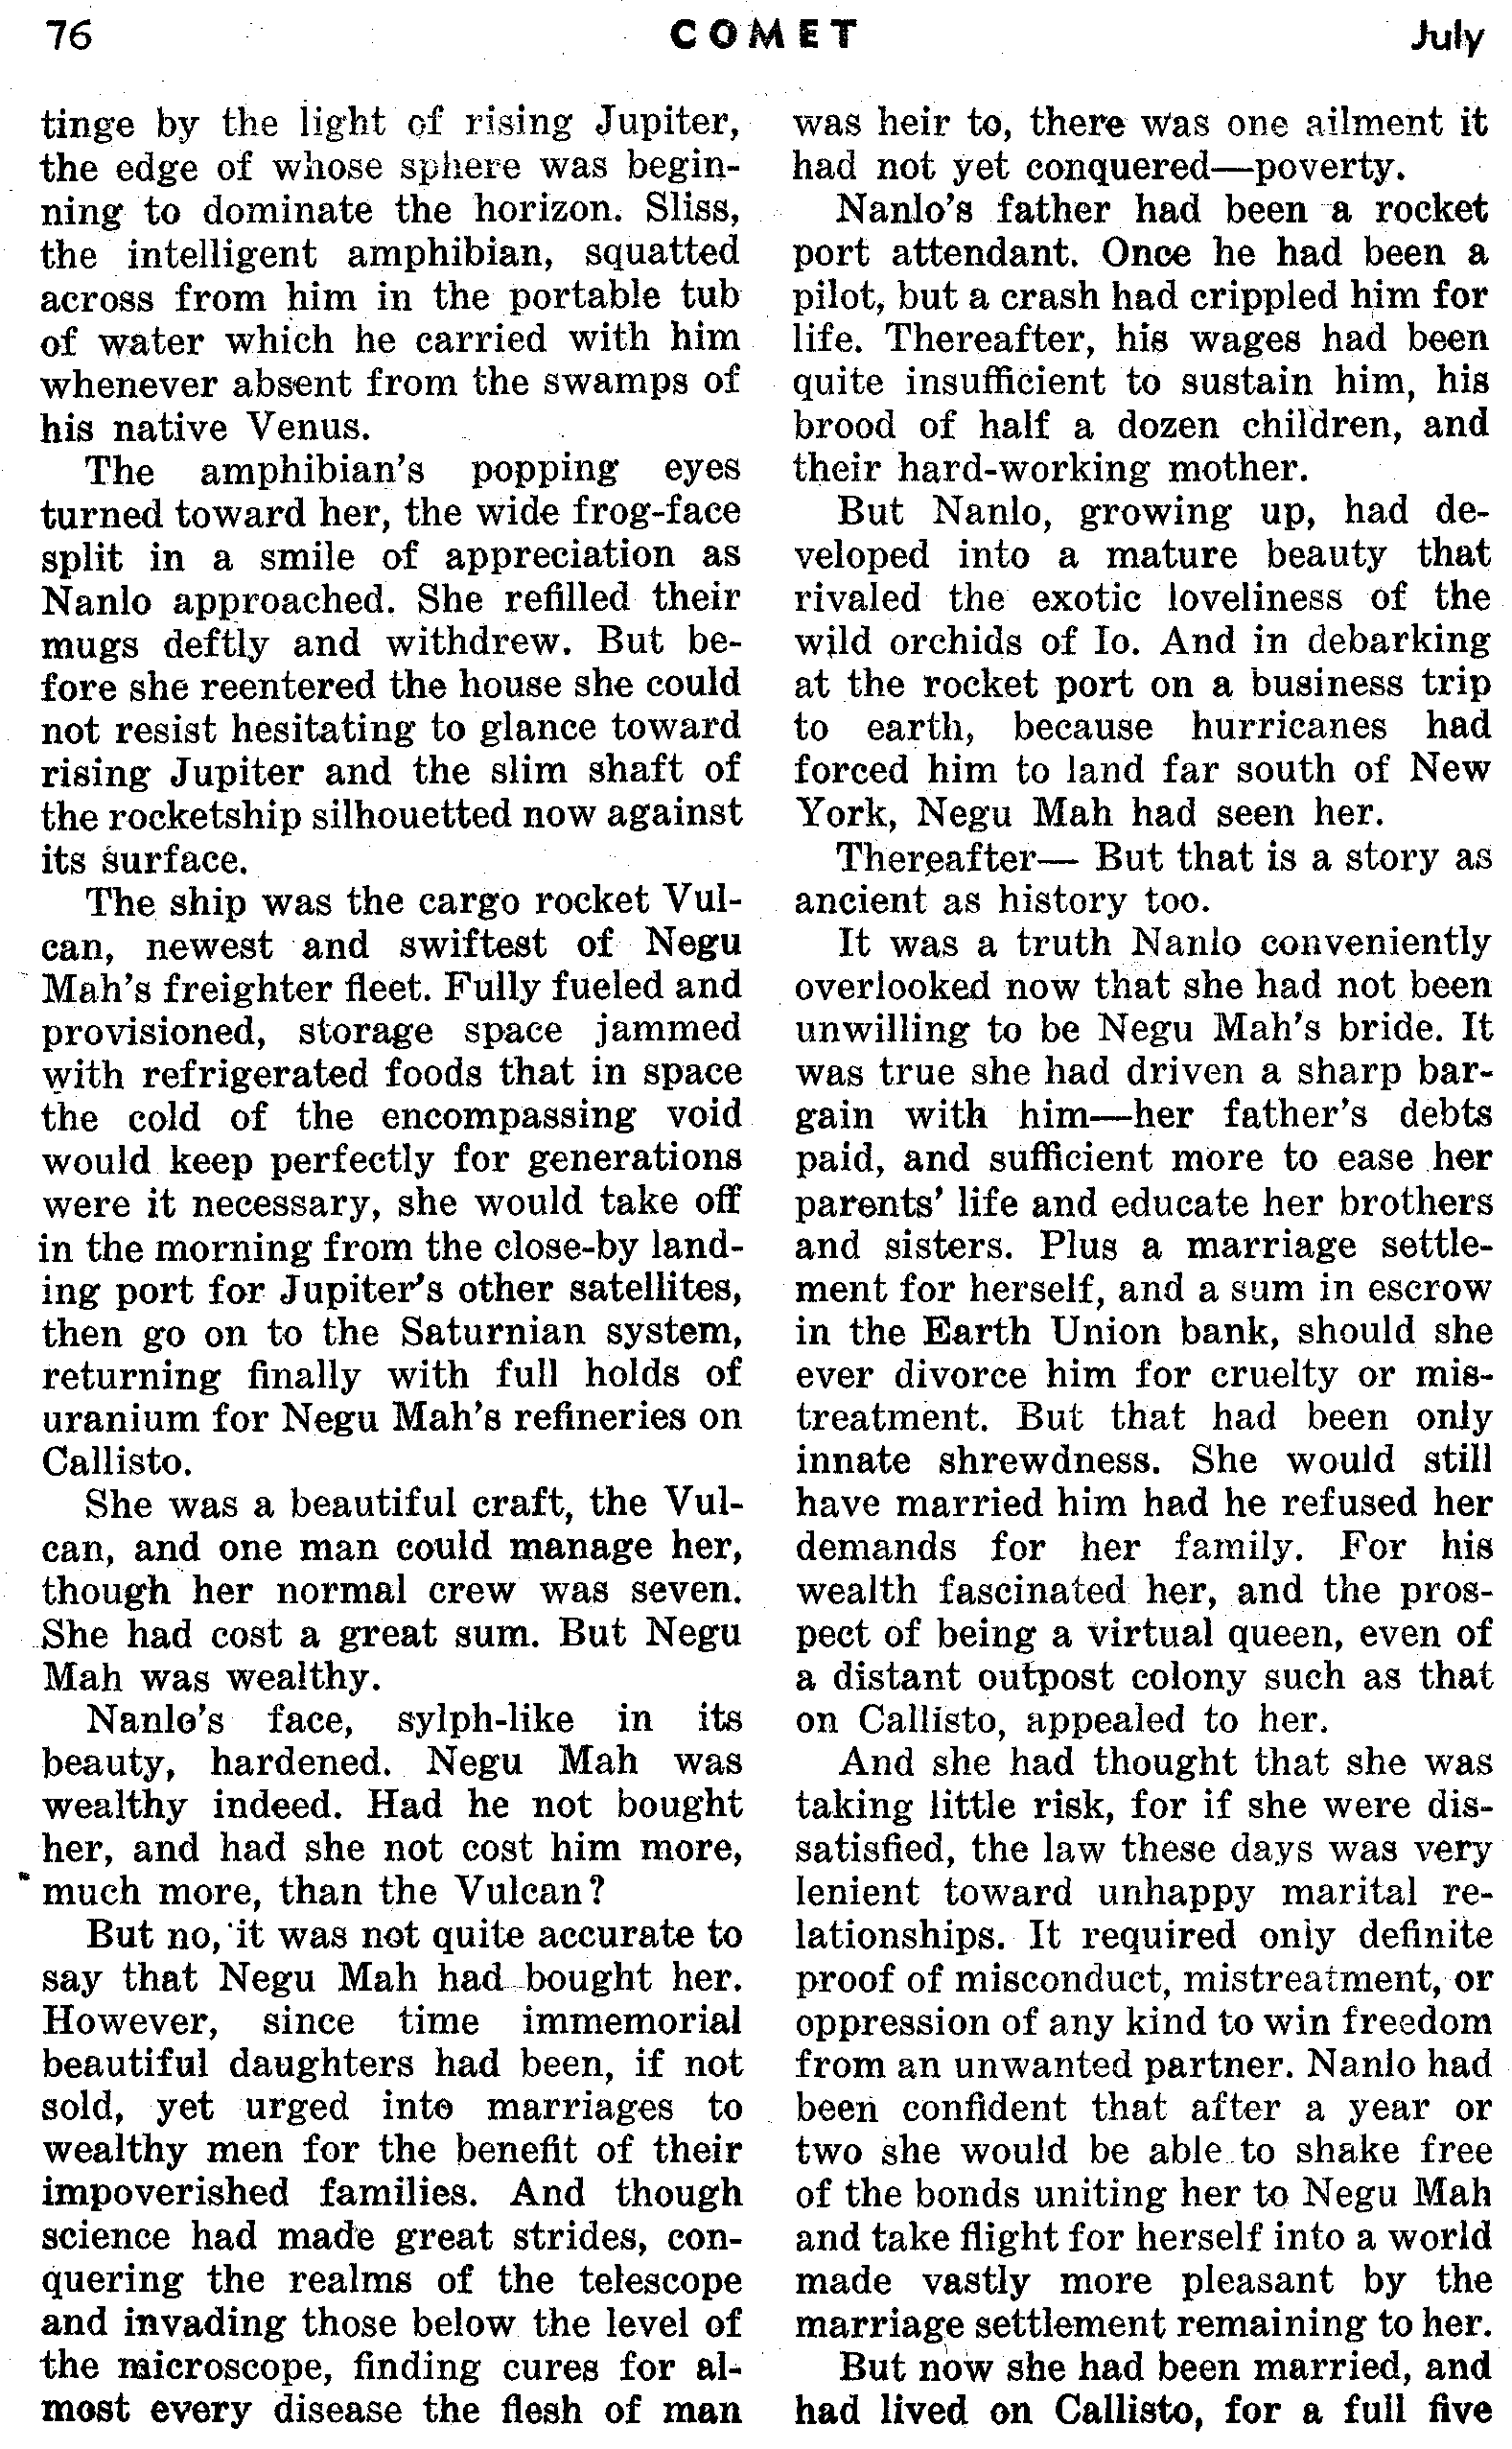 76
COMET
July
tinge by the light of rising Jupiter,
the edge of whose sphere was begin-
ning to dominate the horizon. Sliss,
the intelligent amphibian, squatted
across from him in the portable tub
of water which he carried with him
whenever absent from the swamps of
his native Venus.
The amphibian's popping eyes
turned toward her, the wide frog-face
split in a smile of appreciation as
Nanlo approached. She refilled their
mugs deftly and withdrew. But be-
fore she reentered the house she could
not resist hesitating to glance toward
rising Jupiter and the slim shaft of
the rocketship silhouetted now against
its surface.
The ship was the cargo rocket Vul-
can, newest and swiftest of Negu
Mah's freighter fleet. Fully fueled and
provisioned, storage space jammed
with refrigerated foods that in space
the cold of the encompassing void
would keep perfectly for generations
were it necessary, she would take off
in the morning from the close-by land-
ing port for Jupiter's other satellites,
then go on to the Saturnian system,
returning finally with full holds of
uranium for Negu Mah's refineries on
Callisto.
She was a beautiful craft, the Vul-
can, and one man could manage her,
though her normal crew was seven.
She had cost a great sum. But Negu
Mah was wealthy.
Nanlo's face, sylph-like in its
beauty, hardened. Negu Mah was
wealthy indeed. Had he not bought
her, and had she not cost him more,
much more, than the Vulcan?
But no, it was not quite accurate to
say that Negu Mah had bought her.
However, since time immemorial
beautiful daughters had been, if not
sold, yet urged into marriages to
wealthy men for the benefit of their
impoverished families. And though
science had made great strides, con-
quering the realms of the telescope
and invading those below the level of
the microscope, finding cures for al-
most every disease the flesh of man
was heir to, there was one ailment it
had not yet conquered—poverty.
Nanlo's father had been a rocket
port attendant. Once he had been a
pilot, but a crash had crippled him for
life. Thereafter, his wages had been
quite insufficient to sustain him, his
brood of half a dozen children, and
their hard-working mother.
But Nanlo, growing up, had de-
veloped into a mature beauty that
rivaled the exotic loveliness of the
wild orchids of Io. And in debarking
at the rocket port on a business trip
to earth, because hurricanes had
forced him to land far south of New
York, Negu Mah had seen her.
Thereafter— But that is a story as
ancient as history too.
It was a truth Nanlo conveniently
overlooked now that she had not been
unwilling to be Negu Mah's bride. It
was true she had driven a sharp bar-
gain with him—her father's debts
paid, and sufficient more to ease her
parents' life and educate her brothers
and sisters. Plus a marriage settle-
ment for herself, and a sum in escrow
in the Earth Union bank, should she
ever divorce him for cruelty or mis-
treatment. But that had been only
innate shrewdness. She would still
have married him had he refused her
demands for her family. For his
wealth fascinated her, and the pros-
pect of being a virtual queen, even of
a distant outpost colony such as that
on Callisto, appealed to her.
And she had thought that she was
taking little risk, for if she were dis-
satisfied, the law these days was very
lenient toward unhappy marital re-
lationships. It required only definite
proof of misconduct, mistreatment, or
oppression of any kind to win freedom
from an unwanted partner. Nanlo had
been confident that after a year or
two she would be able to shake free
of the bonds uniting her to Negu Mah
and take flight for herself into a world
made vastly more pleasant by the
marriage settlement remaining to her.
But now she had been married, and
had lived on Callisto, for a full five